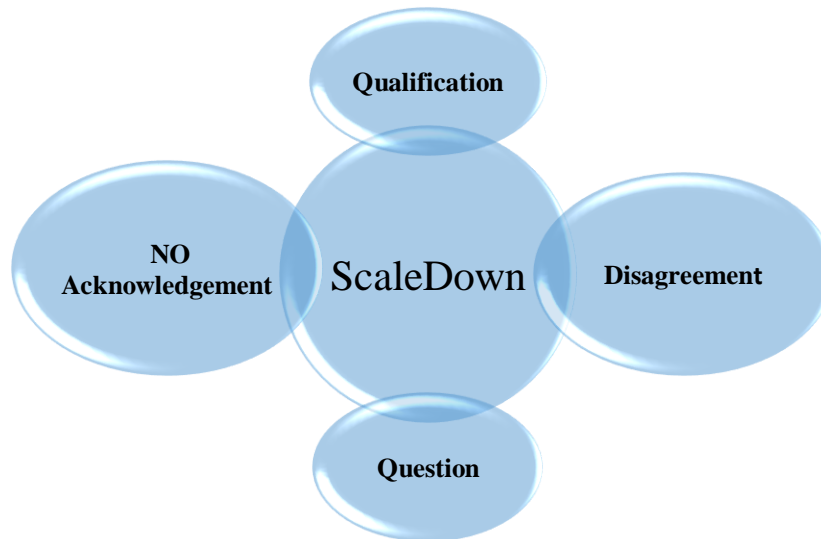 Qualification
NO
Acknowledgement
ScaleDown
Disagreement
Question